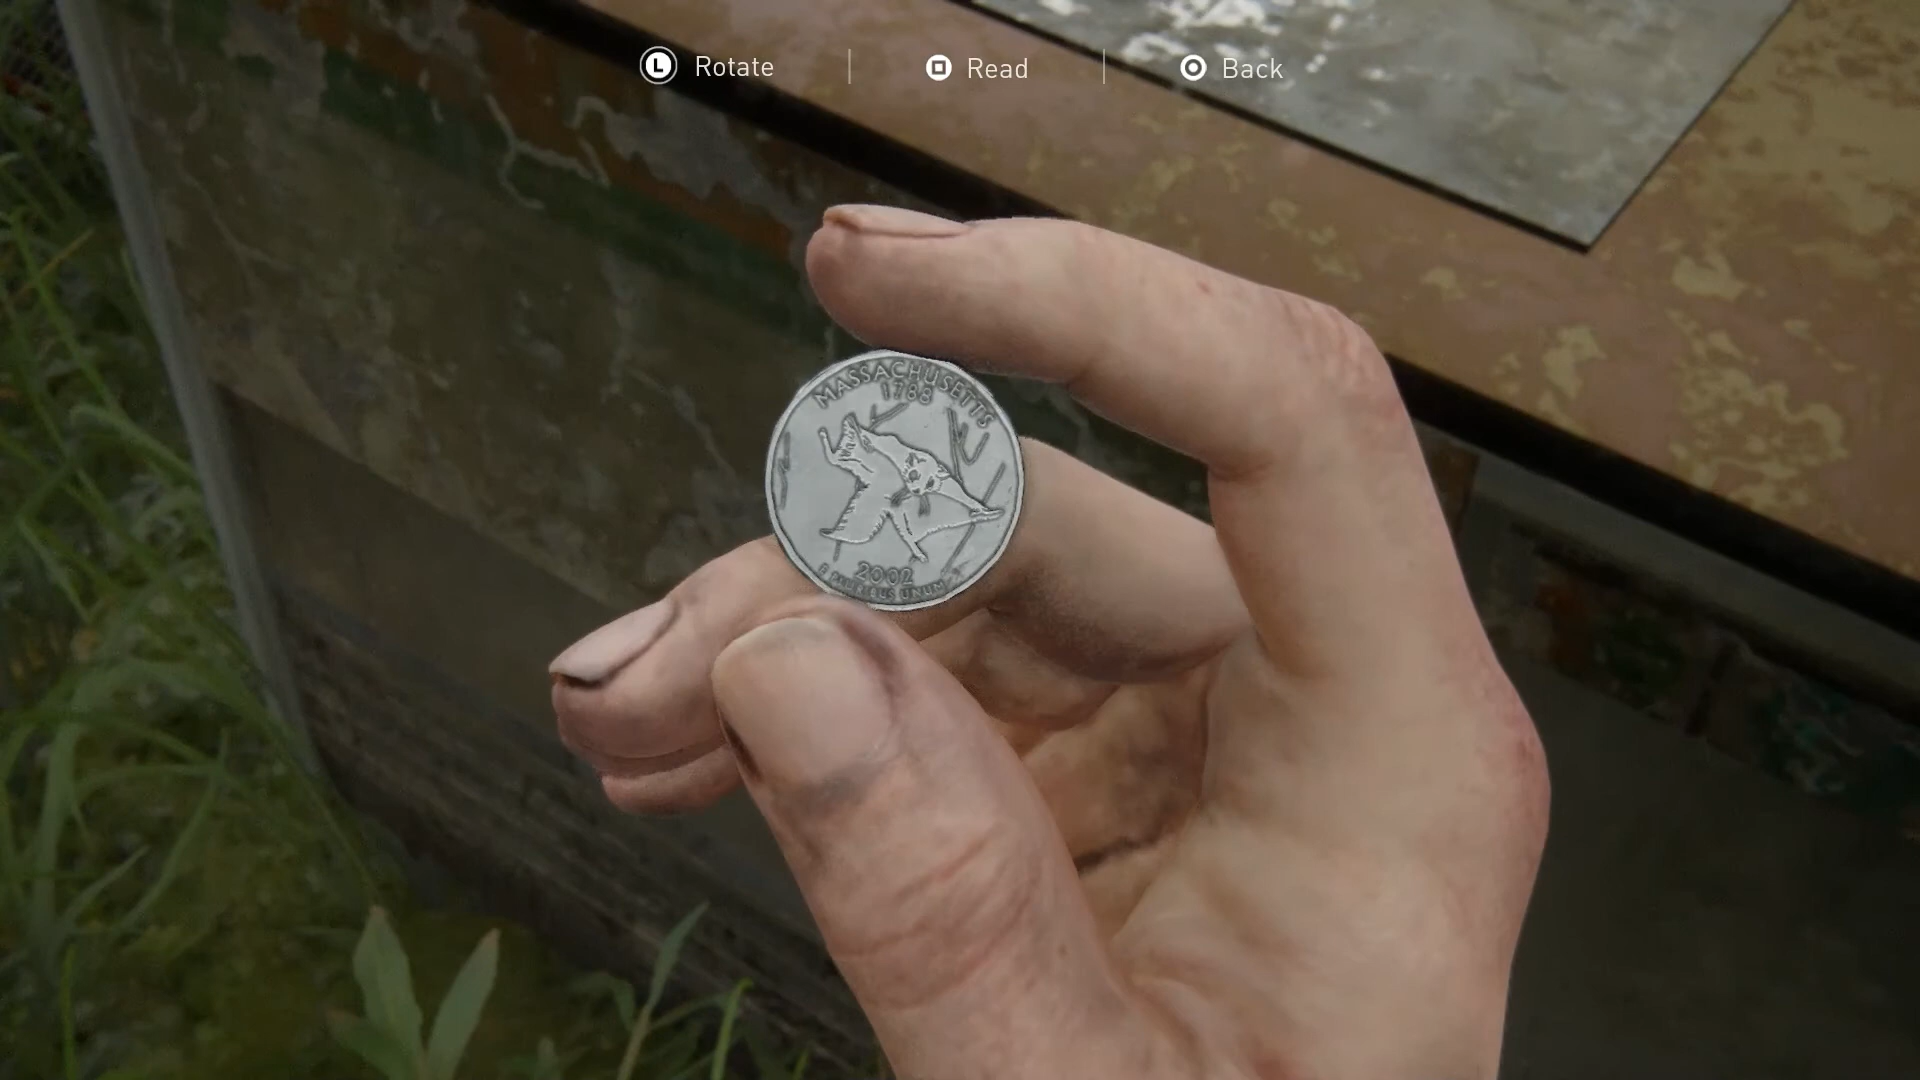 Rotate
Read
Back
MASSACHUSETTS
1788
2002
E PLURIBUS UNUM